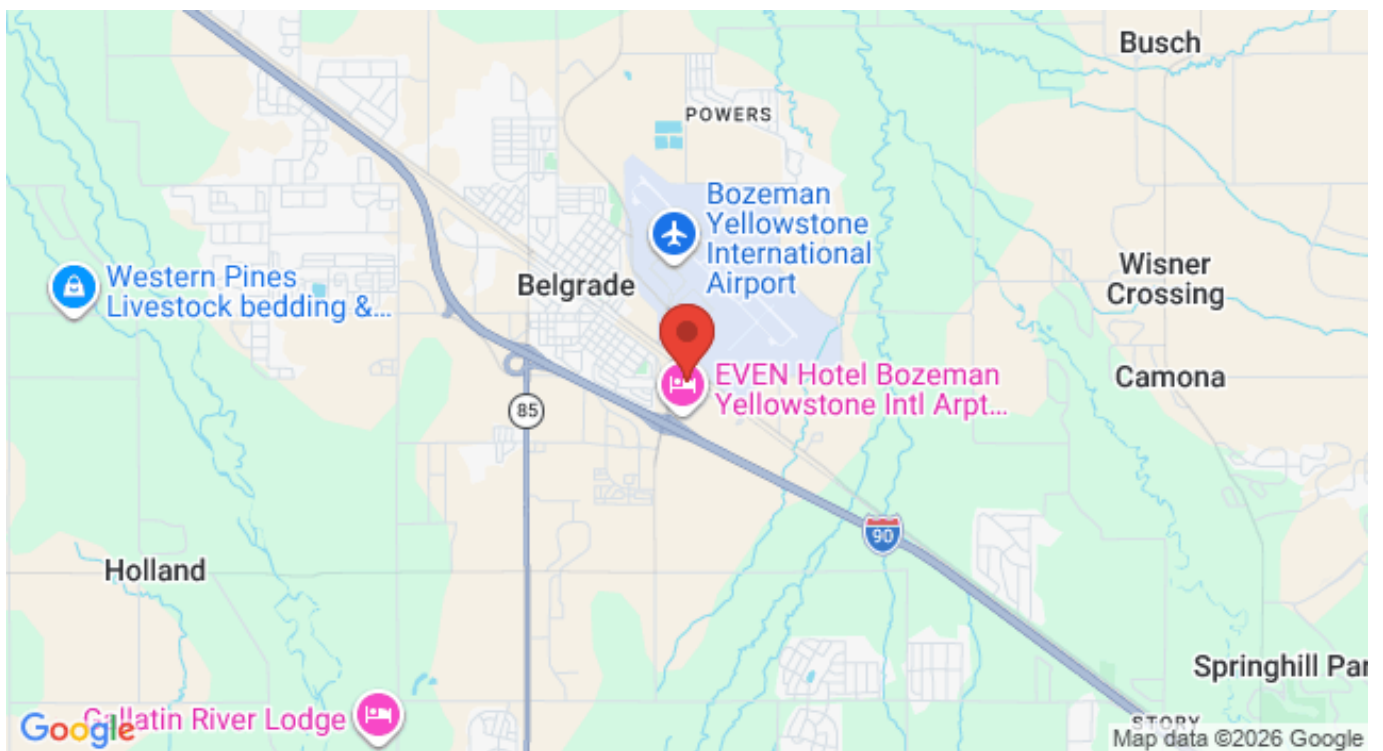 Busch
POWERS
Bozeman
Yellowstone
International
Airport
Wisner
Crossing
Western Pines
Livestock bedding &...
Belgrade
EVEN Hotel Bozeman
Yellowstone Intl Arpt...
Camona
85
90
Holland
Springhill Par
Gallatin River Lodge
Google
STORY
Map data ©2026 Google